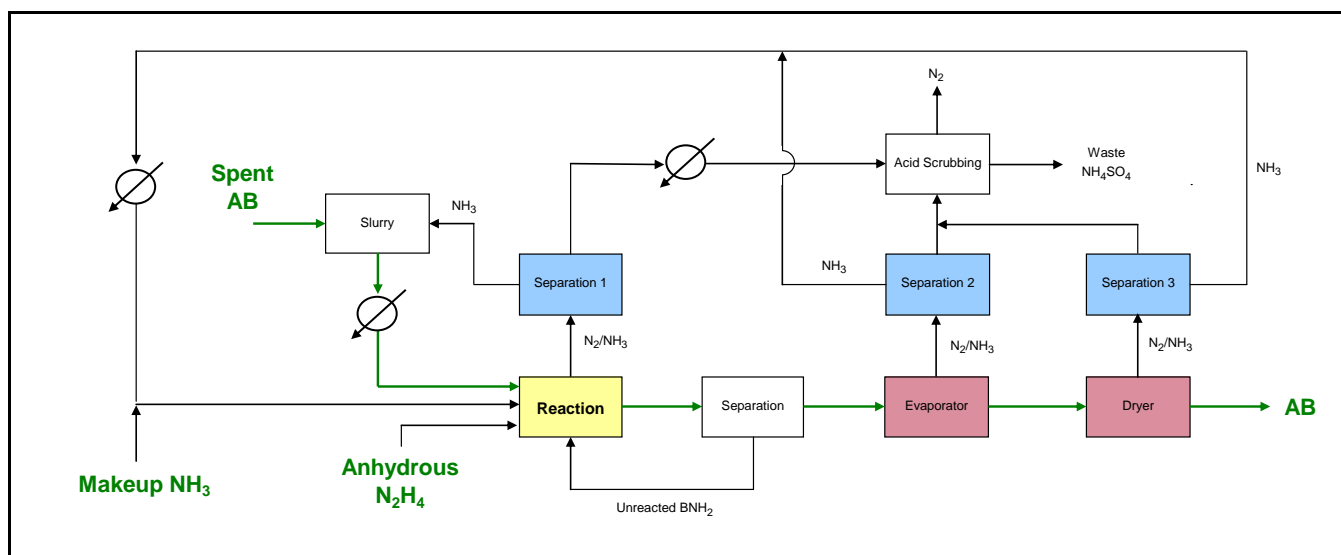 N2
Acid Scrubbing
Waste
NH4SO4
NH3
Spent
AB
Slurry
NH3
Separation 1
NH3
Separation 2
Separation 3
N2/NH3
N2/NH3
N2/NH3
Reaction
Separation
Evaporator
Dryer
AB
Makeup NH3
Anhydrous
N2H4
Unreacted BNH2